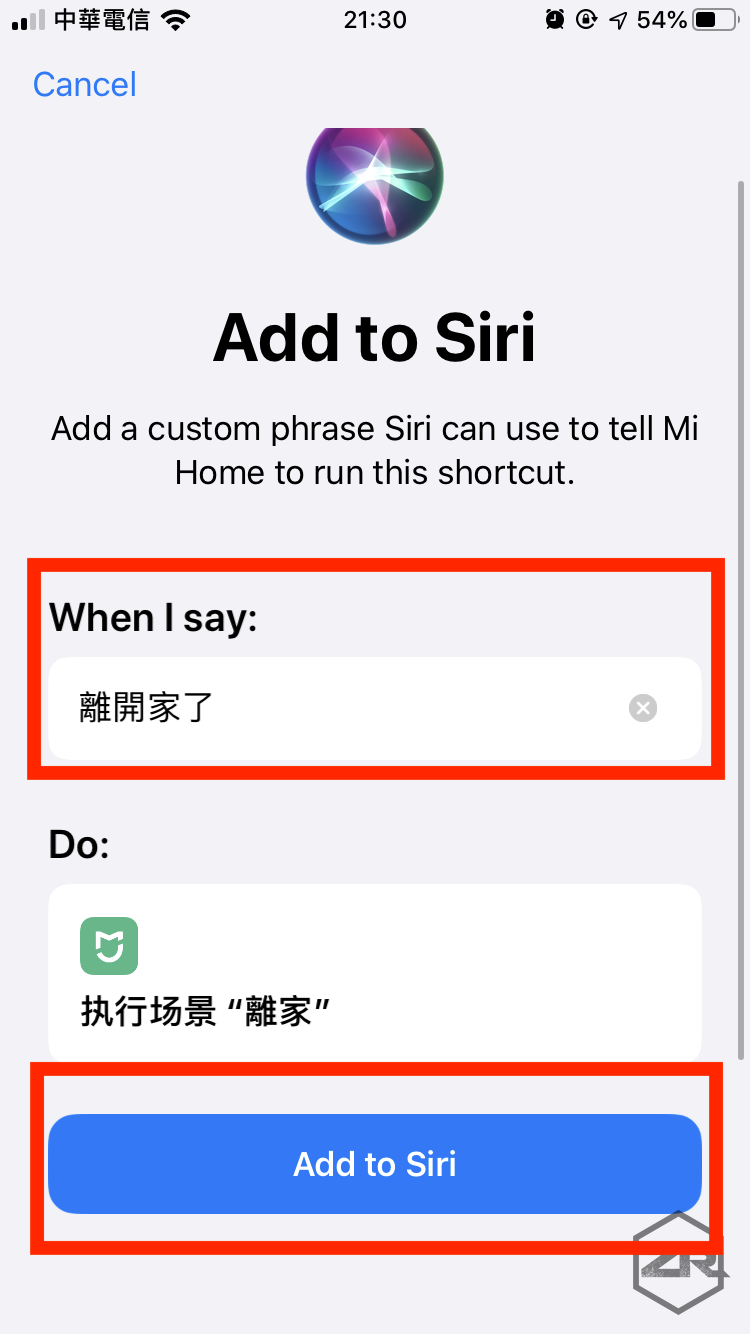 中華電信 21:30 54%
Cancel
Add to Siri
Add a custom phrase Siri can use to tell Mi
Home to run this shortcut.
When I say:
離開家了
Do:
执行场景 “離家”
Add to Siri
ZR